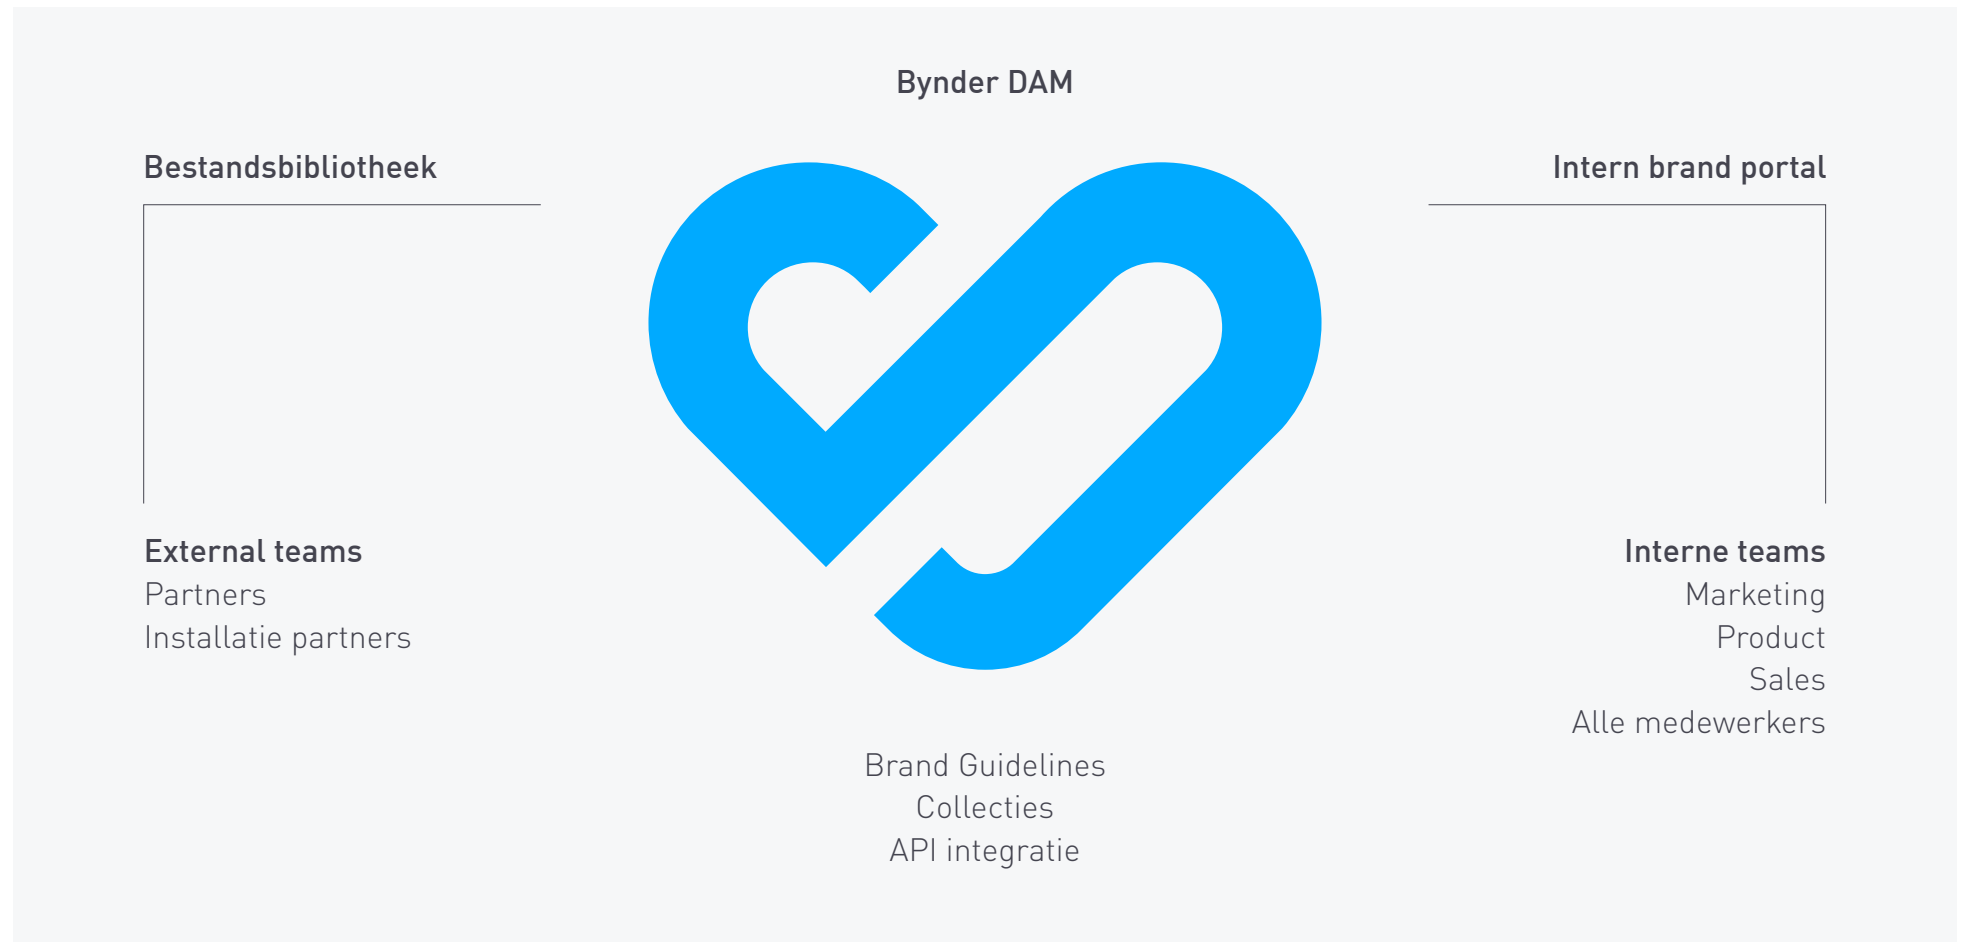 Bynder DAM
Bestandsbibliotheek
Intern brand portal
External teams
Partners
Installatie partners
Interne teams
Marketing
Product
Sales
Alle medewerkers
Brand Guidelines
Collecties
API integratie